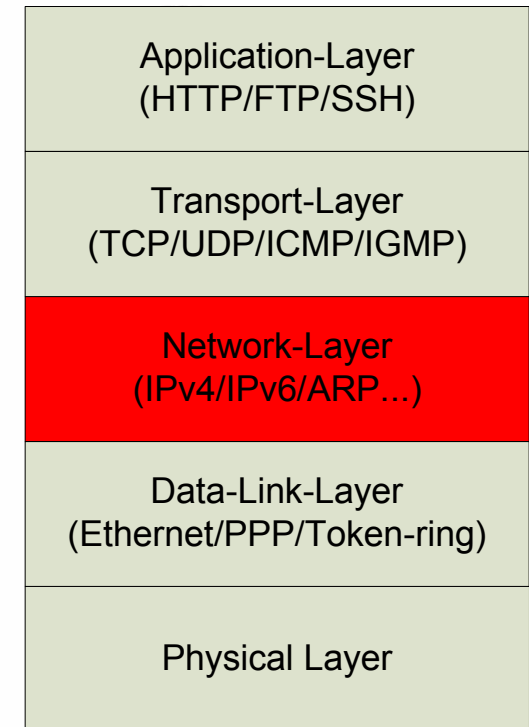 Application-Layer
(HTTP/FTP/SSH)
Transport-Layer
(TCP/UDP/ICMP/IGMP)
Network-Layer
(IPv4/IPv6/ARP...)
Data-Link-Layer
(Ethernet/PPP/Token-ring)
Physical Layer